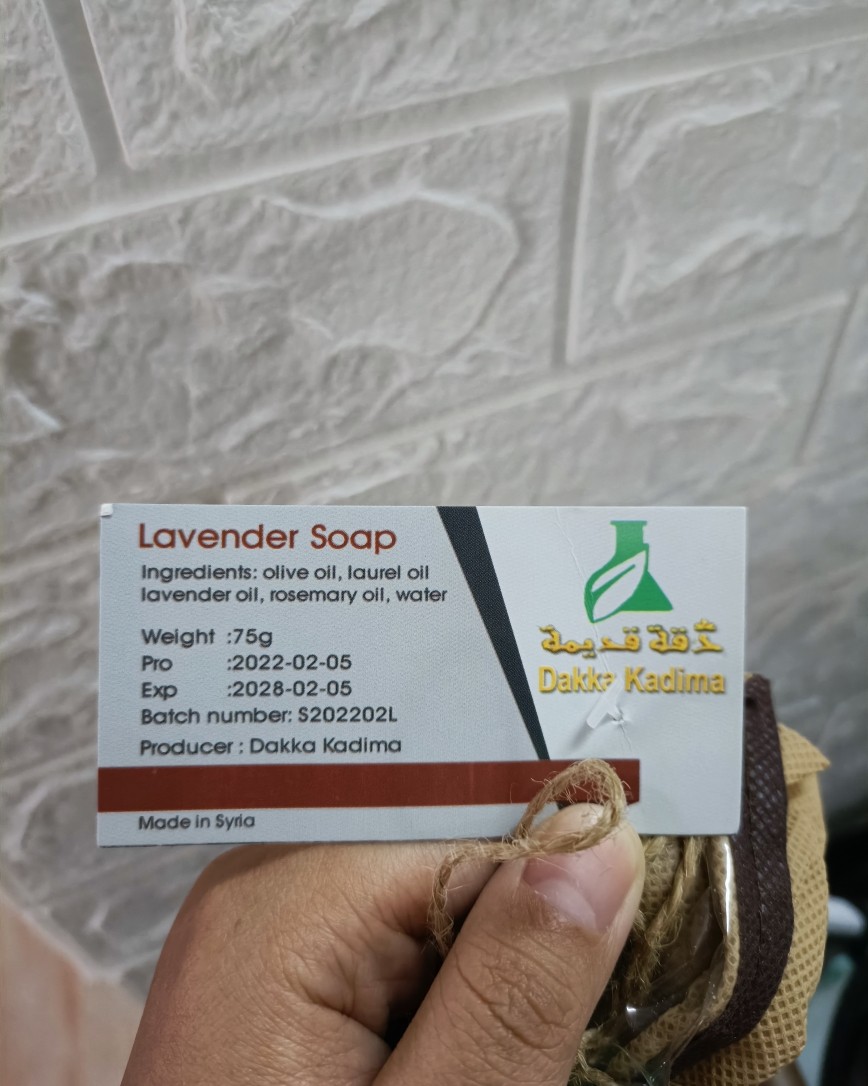 Lavender Soap
Ingredients: olive oil, laurel oil
lavender oil, rosemary oil, water
Weight :75g
Pro :2022-02-05
Exp :2028-02-05
Batch number: S202202L
Producer : Dakka Kadima
Made in Syria
دقّة قديمة
Dakka Kadima